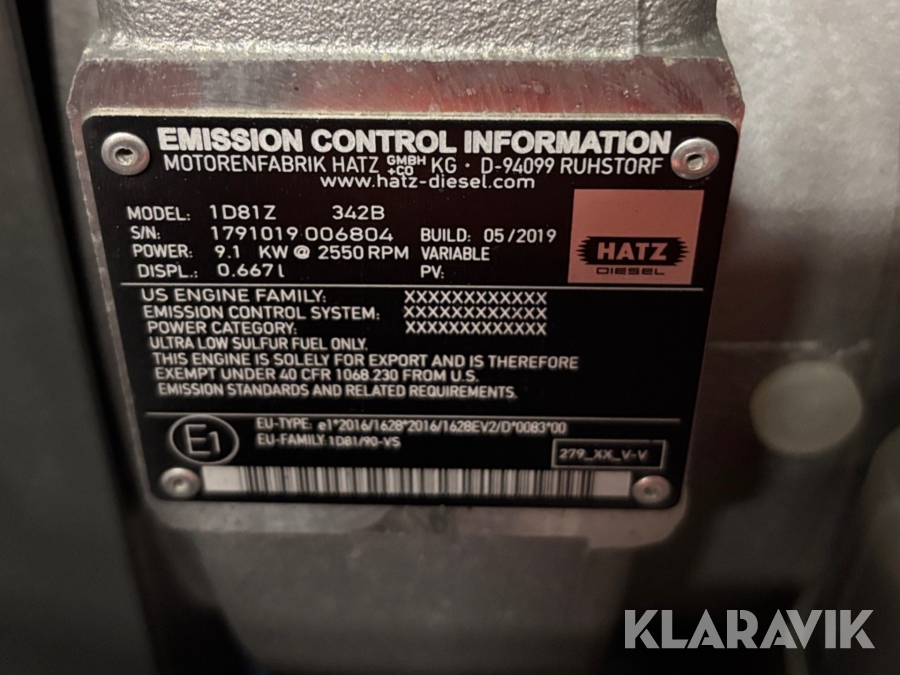 EMISSION CONTROL INFORMATION
MOTORENFABRIK HATZ GMBH +CO KG · D-94099 RUHSTORF
www.hatz-diesel.com
MODEL: 1D81Z 342B
S/N: 1791019 006804 BUILD: 05/2019
POWER: 9.1 KW @ 2550 RPM VARIABLE
DISPL.: 0.667 l PV:
HATZ
DIESEL
US ENGINE FAMILY: XXXXXXXXXXXX
EMISSION CONTROL SYSTEM: XXXXXXXXXXXX
POWER CATEGORY: XXXXXXXXXXXX
ULTRA LOW SULFUR FUEL ONLY.
THIS ENGINE IS SOLELY FOR EXPORT AND IS THEREFORE
EXEMPT UNDER 40 CFR 1068.230 FROM U.S.
EMISSION STANDARDS AND RELATED REQUIREMENTS.
E1
EU-TYPE: e1*2016/1628*2016/1628EV2/D*0083*00
EU-FAMILY: 1D81/90-VS
279_XX_V-V
KLARAVIK